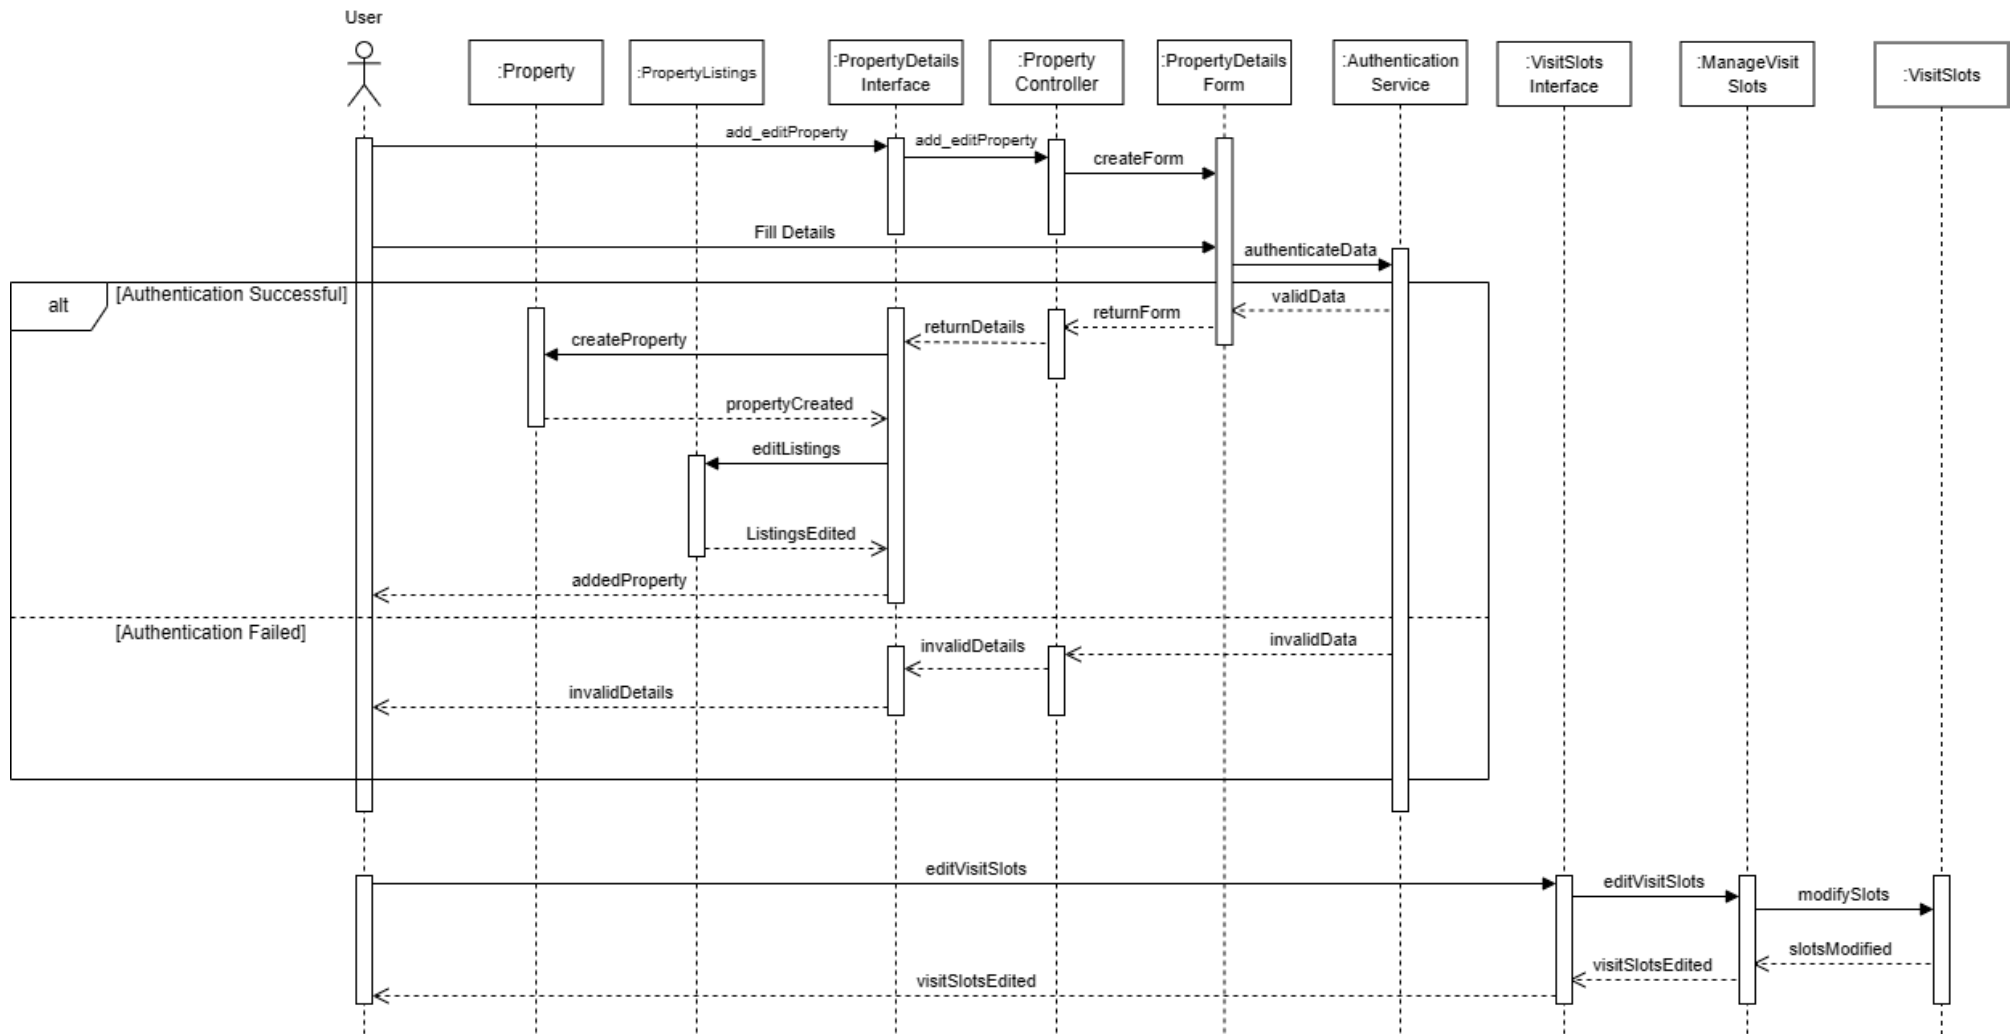 User
:Property
:PropertyListings
:PropertyDetails
Interface
:Property
Controller
:PropertyDetails
Form
:Authentication
Service
:VisitSlots
Interface
:ManageVisit
Slots
:VisitSlots
add_editProperty
add_editProperty
createForm
Fill Details
authenticateData
alt
[Authentication Successful]
validData
returnForm
returnDetails
createProperty
propertyCreated
editListings
ListingsEdited
addedProperty
[Authentication Failed]
invalidData
invalidDetails
invalidDetails
editVisitSlots
editVisitSlots
modifySlots
slotsModified
visitSlotsEdited
visitSlotsEdited